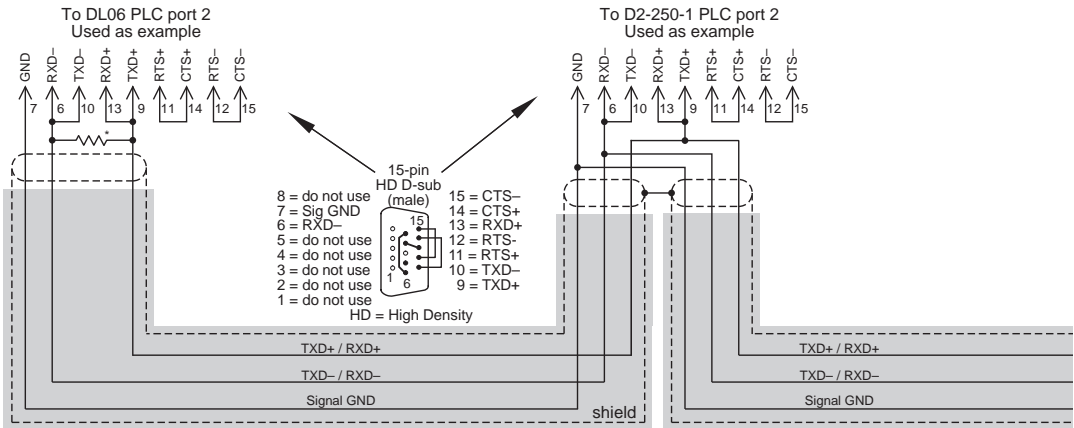 To DL06 PLC port 2
Used as example
GND
RXD–
TXD–
RXD+
TXD+
RTS+
CTS+
RTS–
CTS–
7
6
10
13
9
11
14
12
15
*
To D2-250-1 PLC port 2
Used as example
GND
RXD–
TXD–
RXD+
TXD+
RTS+
CTS+
RTS–
CTS–
7
6
10
13
9
11
14
12
15
15-pin
HD D-sub
(male)
8 = do not use
7 = Sig GND
6 = RXD–
5 = do not use
4 = do not use
3 = do not use
2 = do not use
1 = do not use
15
1
6
15 = CTS–
14 = CTS+
13 = RXD+
12 = RTS-
11 = RTS+
10 = TXD–
9 = TXD+
HD = High Density
TXD+ / RXD+
TXD– / RXD–
Signal GND
shield
TXD+ / RXD+
TXD– / RXD–
Signal GND